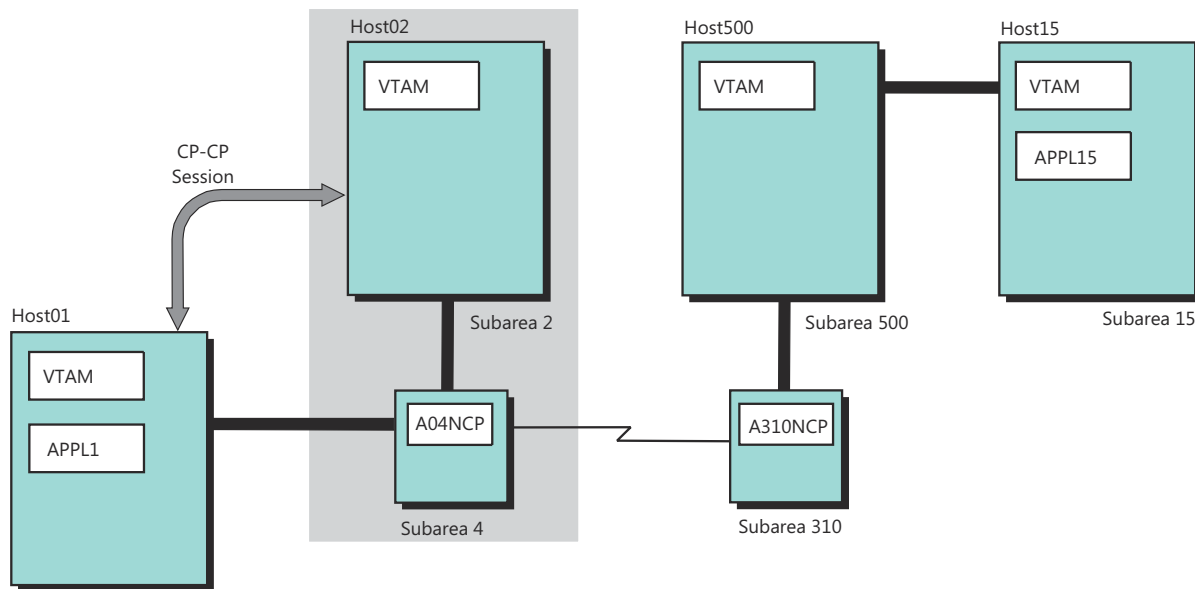 Host02
VTAM
Subarea 2
Host500
VTAM
Subarea 500
Host15
VTAM
APPL15
Subarea 15
CP-CP
Session
Host01
VTAM
APPL1
A04NCP
Subarea 4
A310NCP
Subarea 310